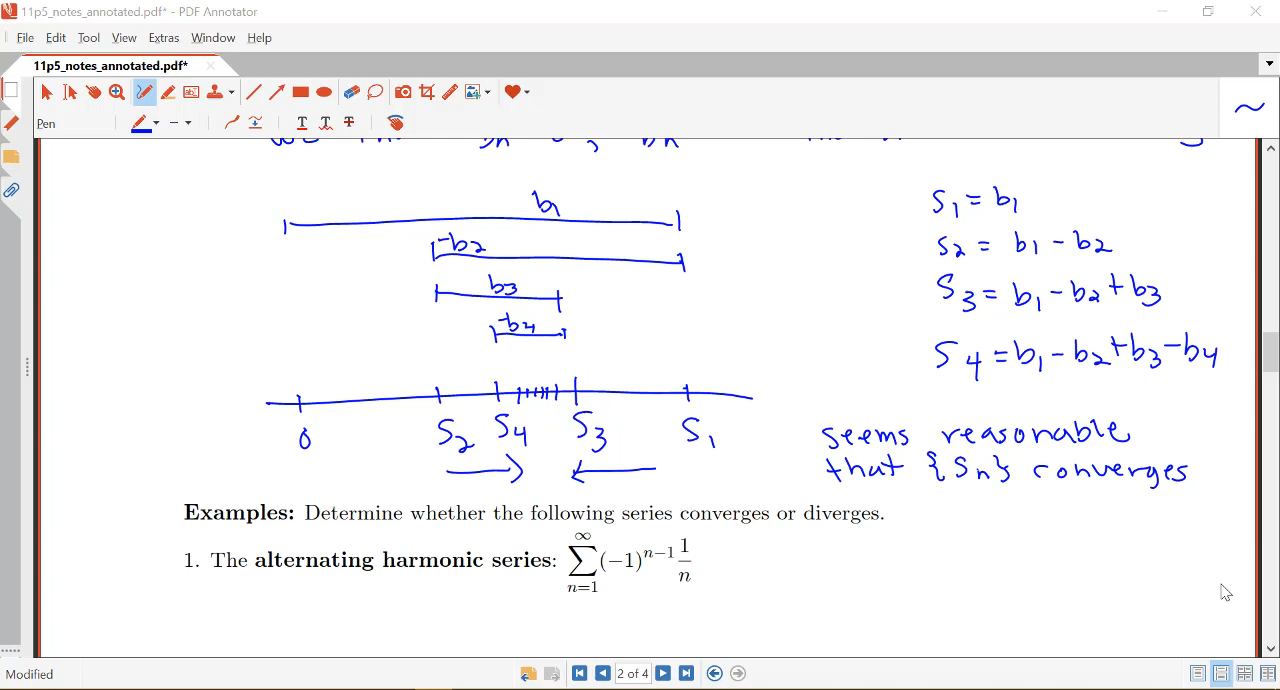 11p5_notes_annotated.pdf* - PDF Annotator
File Edit Tool View Extras Window Help
11p5_notes_annotated.pdf*
Pen
b1
-b2
b3
-b4
0 S2 S4 S3 S1
S1 = b1
S2 = b1 - b2
S3 = b1 - b2 + b3
S4 = b1 - b2 + b3 - b4
seems reasonable
that {Sn} converges
Examples: Determine whether the following series converges or diverges.
1. The alternating harmonic series: ∑_{n=1}^{∞} (−1)^{n−1} 1/n
Modified
2 of 4